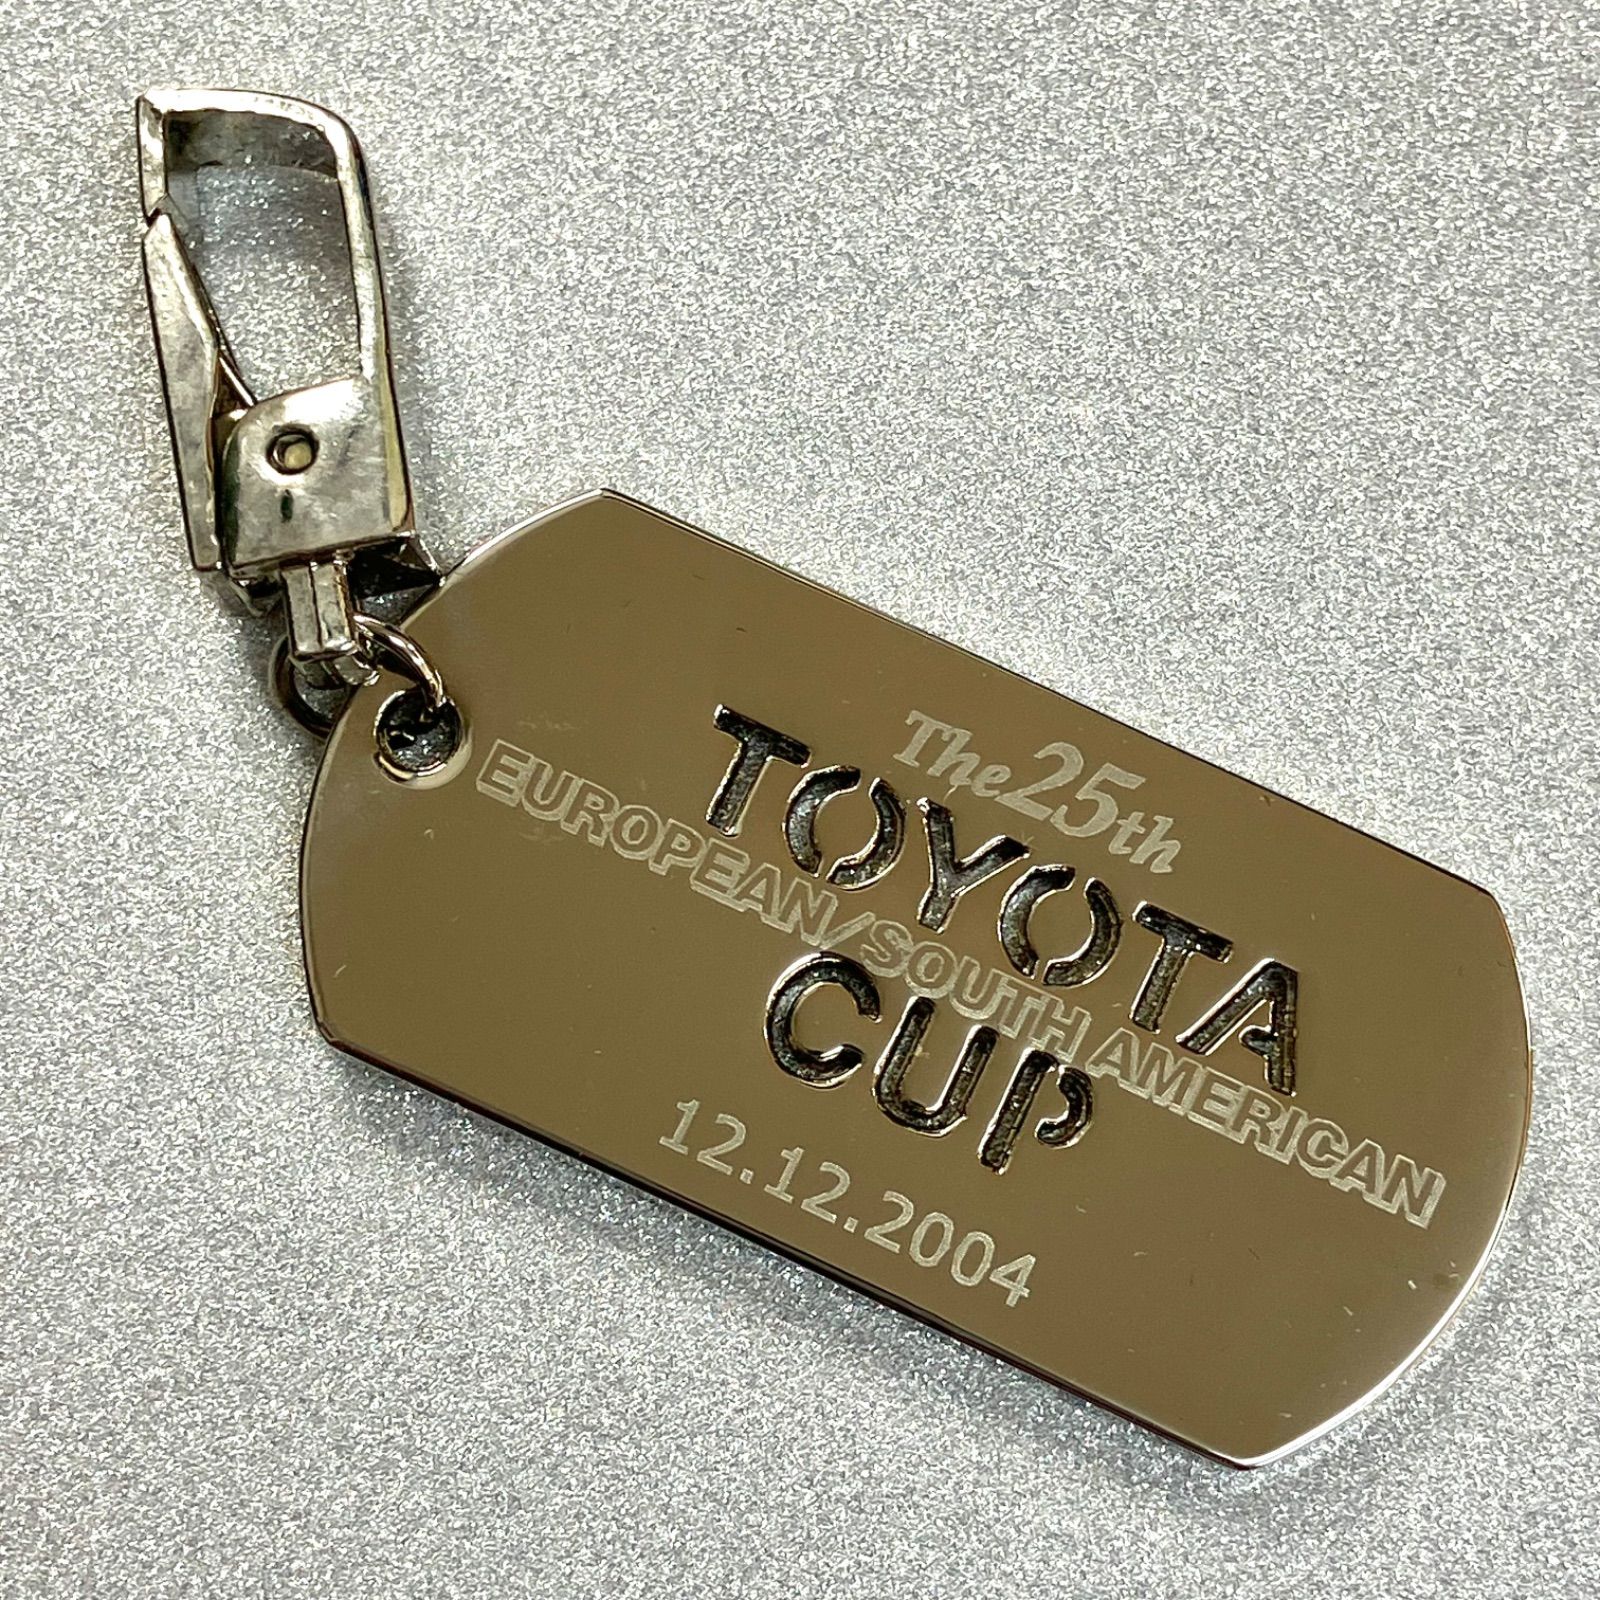 The 25th
TOYOTA
EUROPEAN/SOUTH AMERICAN
CUP
12.12.2004